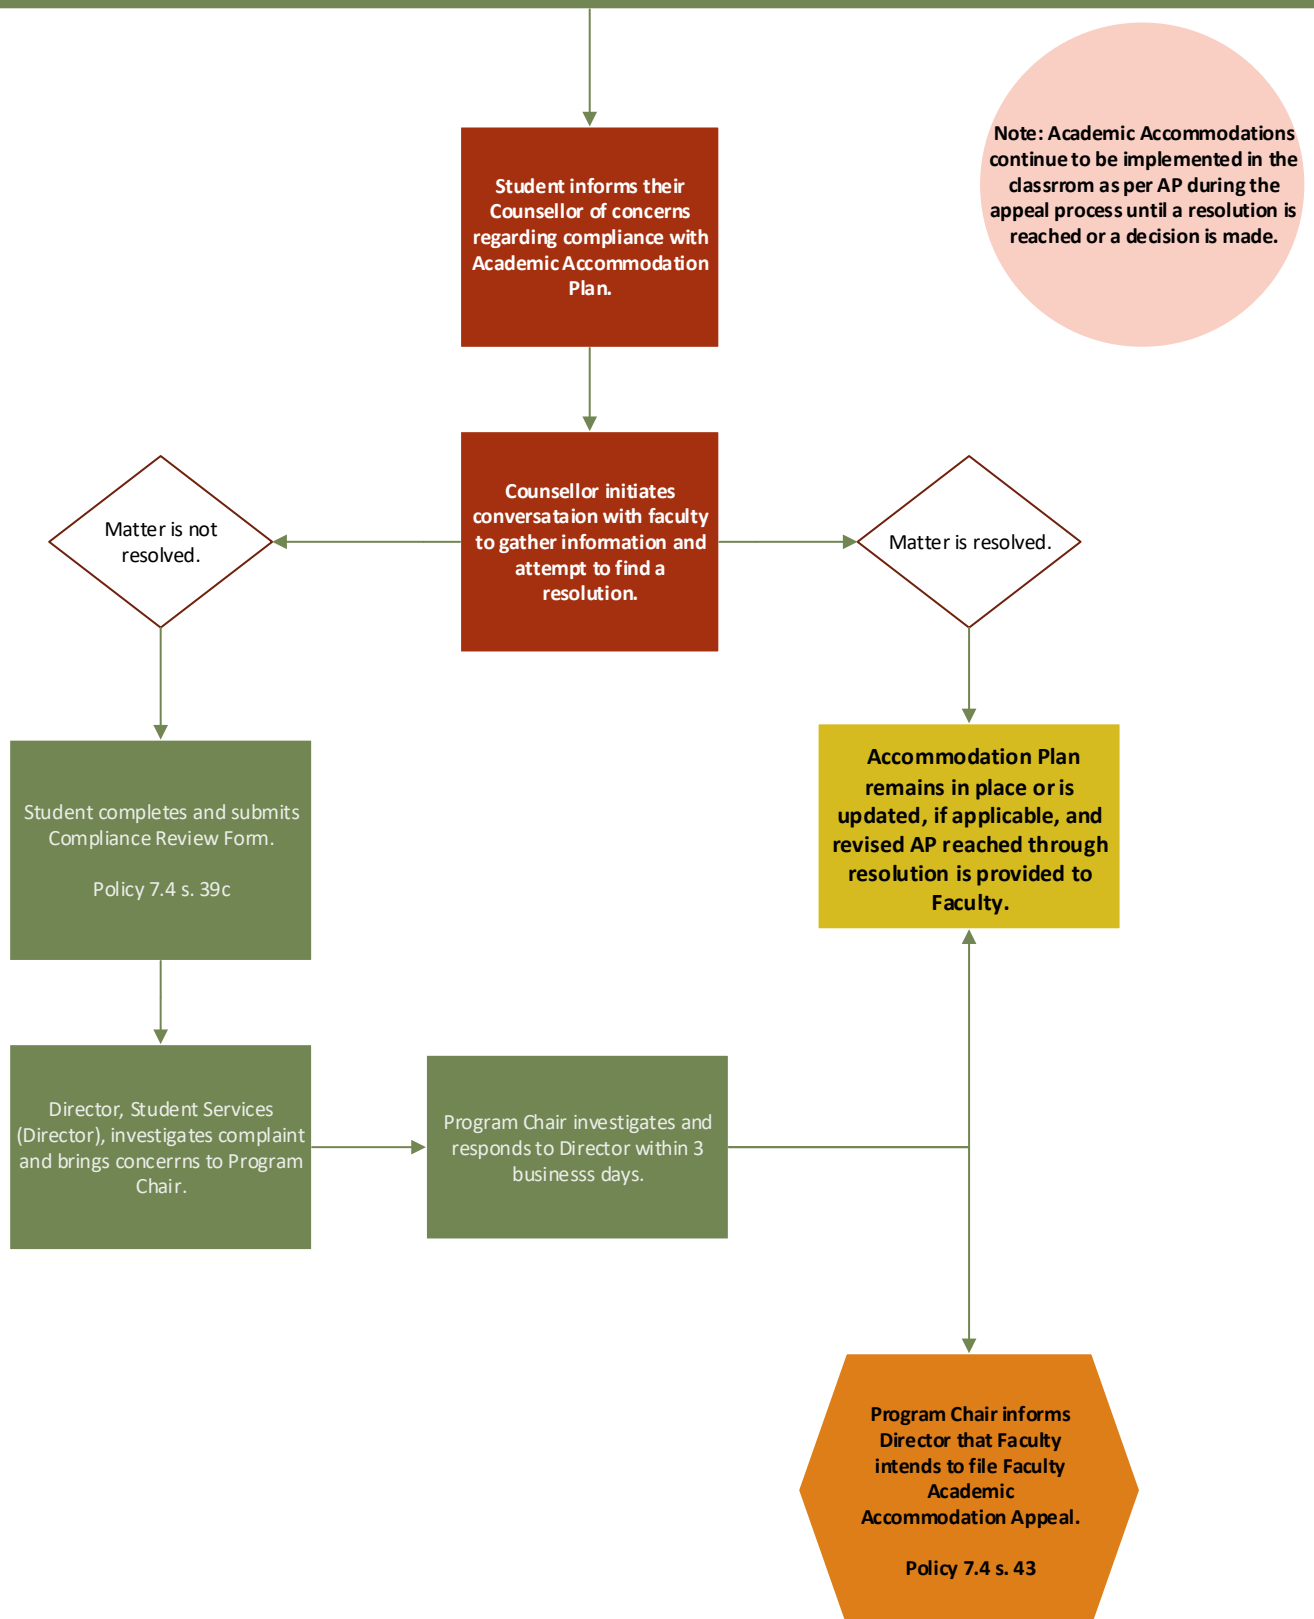 Note: Academic Accommodations
continue to be implemented in the
classrrom as per AP during the
appeal process until a resolution is
reached or a decision is made.
Student informs their
Counsellor of concerns
regarding compliance with
Academic Accommodation
Plan.
Counsellor initiates
conversataion with faculty
to gather information and
attempt to find a
resolution.
Matter is not
resolved.
Matter is resolved.
Student completes and submits
Compliance Review Form.
Policy 7.4 s. 39c
Accommodation Plan
remains in place or is
updated, if applicable, and
revised AP reached through
resolution is provided to
Faculty.
Director, Student Services
(Director), investigates complaint
and brings concerrns to Program
Chair.
Program Chair investigates and
responds to Director within 3
businesss days.
Program Chair informs
Director that Faculty
intends to file Faculty
Academic
Accommodation Appeal.
Policy 7.4 s. 43